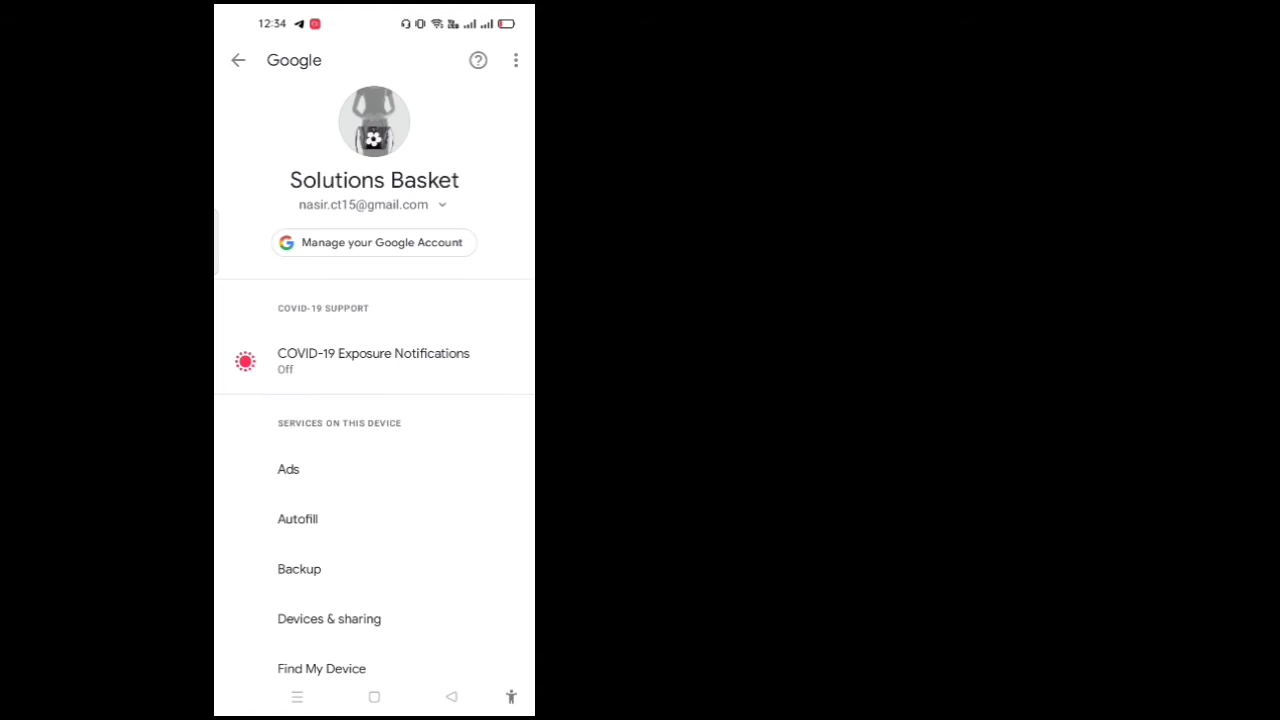 12:34
Google
Solutions Basket
nasir.ct15@gmail.com
Manage your Google Account
COVID-19 SUPPORT
COVID-19 Exposure Notifications
Off
SERVICES ON THIS DEVICE
Ads
Autofill
Backup
Devices & sharing
Find My Device